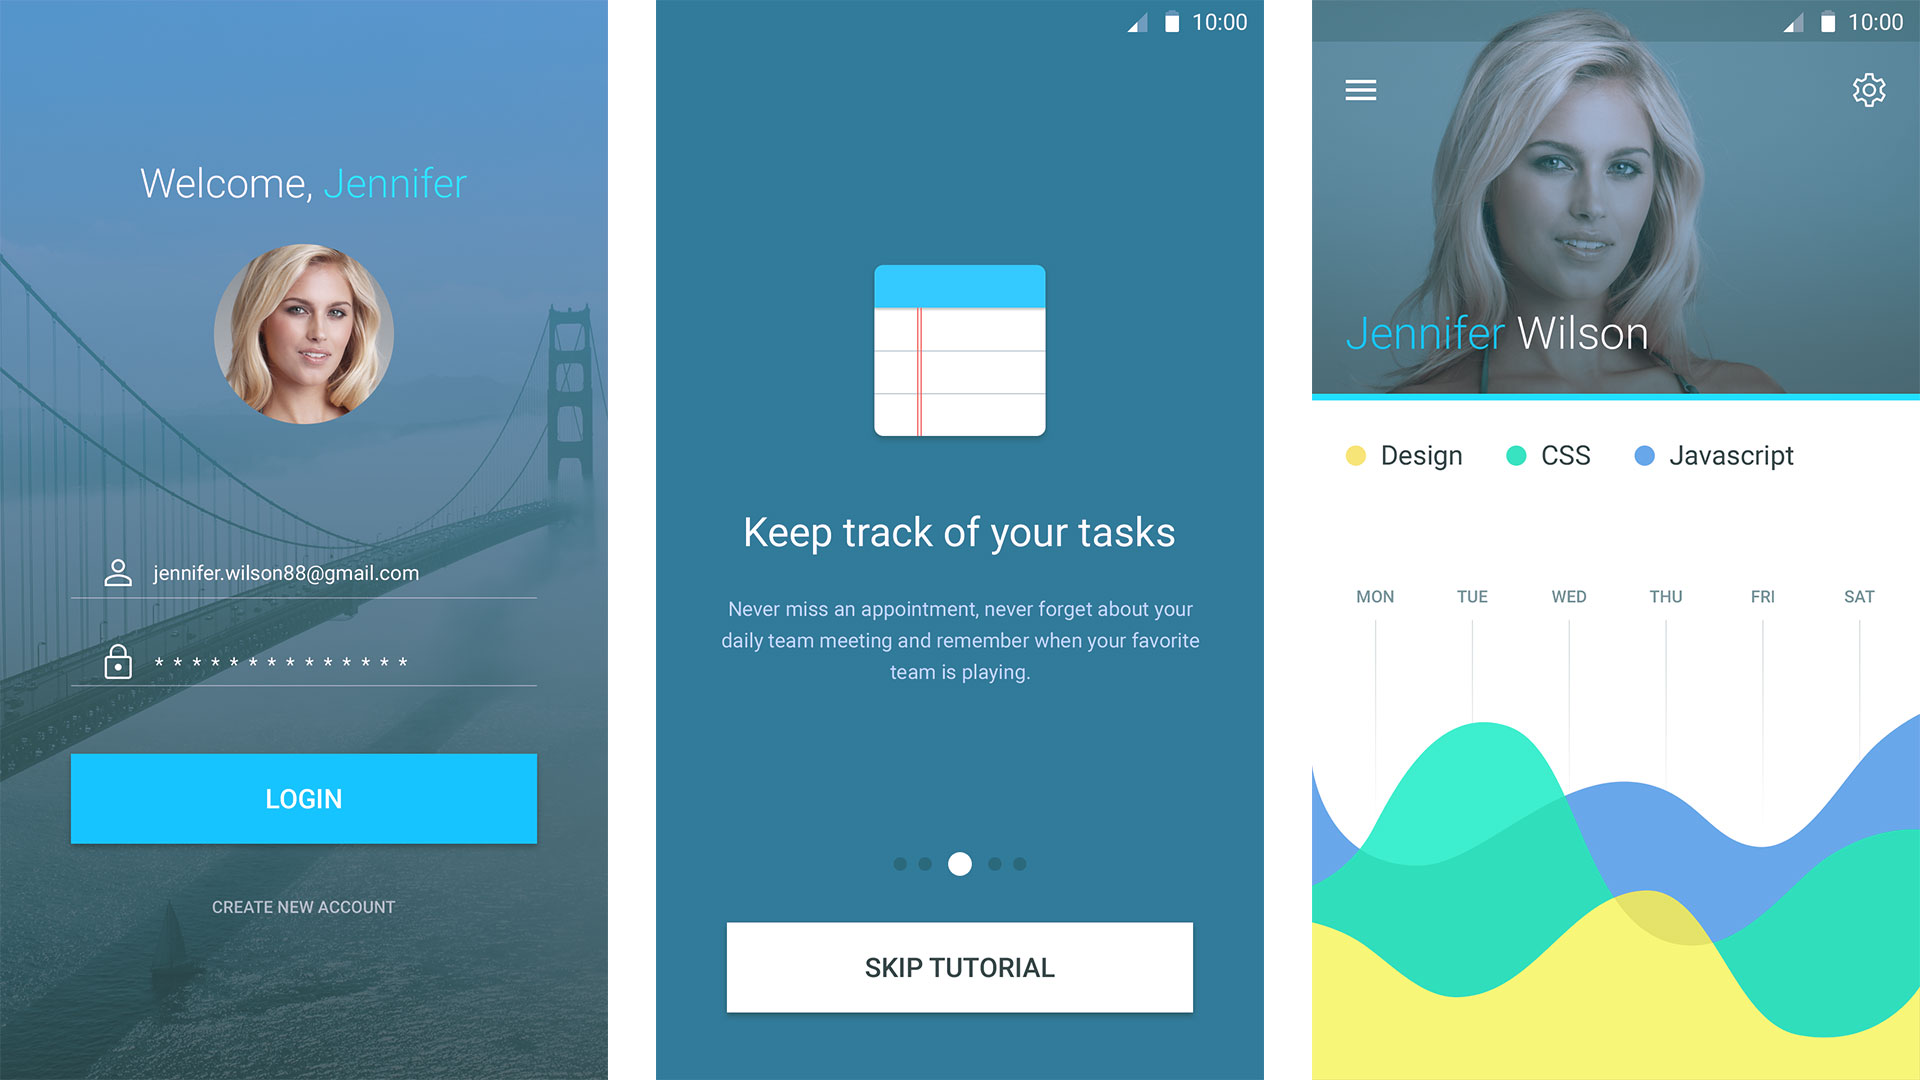 Welcome, Jennifer
jennifer.wilson88@gmail.com
* * * * * * * * * * * * * *
LOGIN
CREATE NEW ACCOUNT
10:00
Keep track of your tasks
Never miss an appointment, never forget about your
daily team meeting and remember when your favorite
team is playing.
SKIP TUTORIAL
10:00
Jennifer Wilson
Design CSS Javascript
MON TUE WED THU FRI SAT